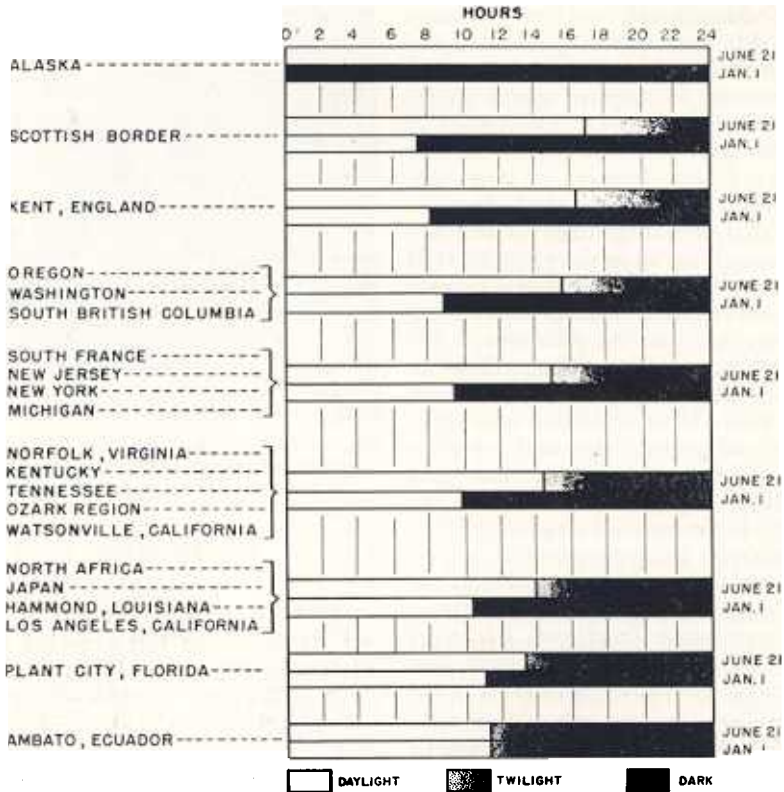 HOURS
0 2 4 6 8 10 12 14 16 18 20 22 24
ALASKA JUNE 21
JAN. 1
SCOTTISH BORDER JUNE 21
JAN. 1
KENT, ENGLAND JUNE 21
JAN. 1
OREGON
WASHINGTON JUNE 21
SOUTH BRITISH COLUMBIA JAN. 1
SOUTH FRANCE
NEW JERSEY JUNE 21
NEW YORK JAN. 1
MICHIGAN
NORFOLK, VIRGINIA
KENTUCKY JUNE 21
TENNESSEE JAN. 1
OZARK REGION
WATSONVILLE, CALIFORNIA
NORTH AFRICA
JAPAN JUNE 21
HAMMOND, LOUISIANA JAN. 1
LOS ANGELES, CALIFORNIA
PLANT CITY, FLORIDA JUNE 21
JAN. 1
AMBATO, ECUADOR JUNE 21
JAN
DAYLIGHT TWILIGHT DARK